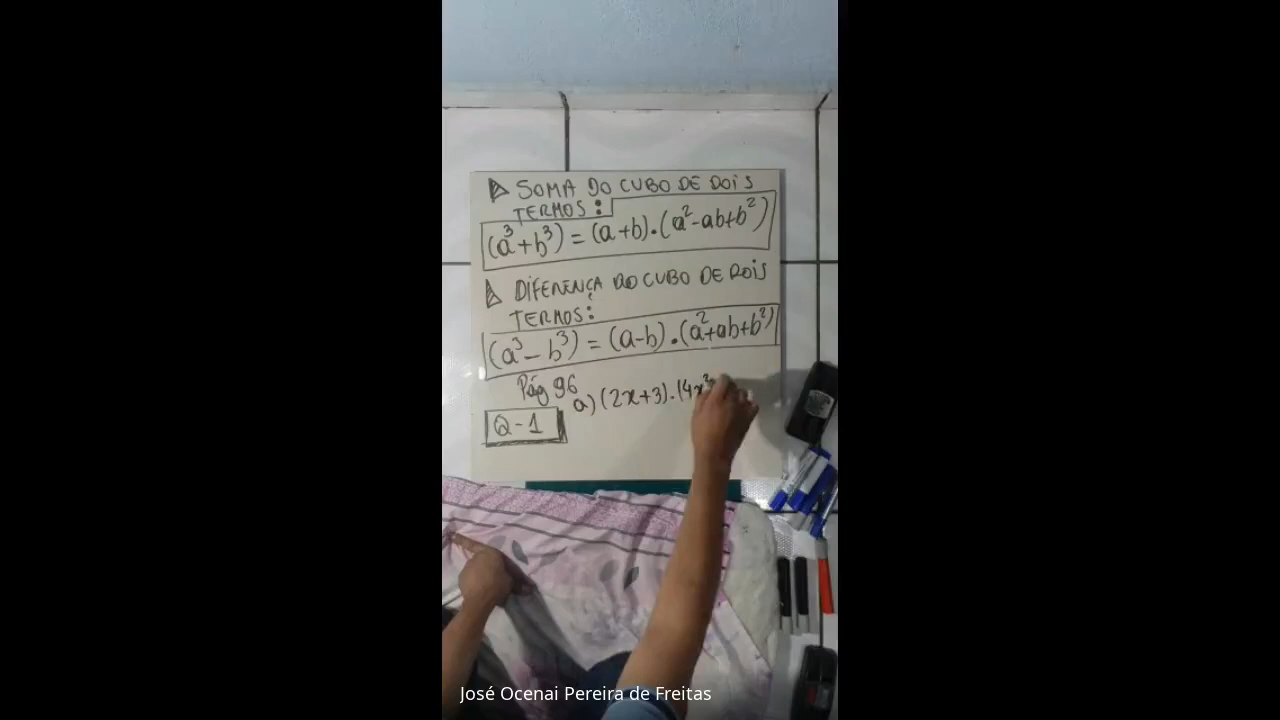 SOMA DO CUBO DE DOIS
TERMOS:
(a³+b³) = (a+b).(a²-ab+b²)
DIFERENÇA DO CUBO DE DOIS
TERMOS:
(a³-b³) = (a-b).(a²+ab+b²)
Pág 96
a) (2x+3).(4x²
Q-1
José Ocenai Pereira de Freitas